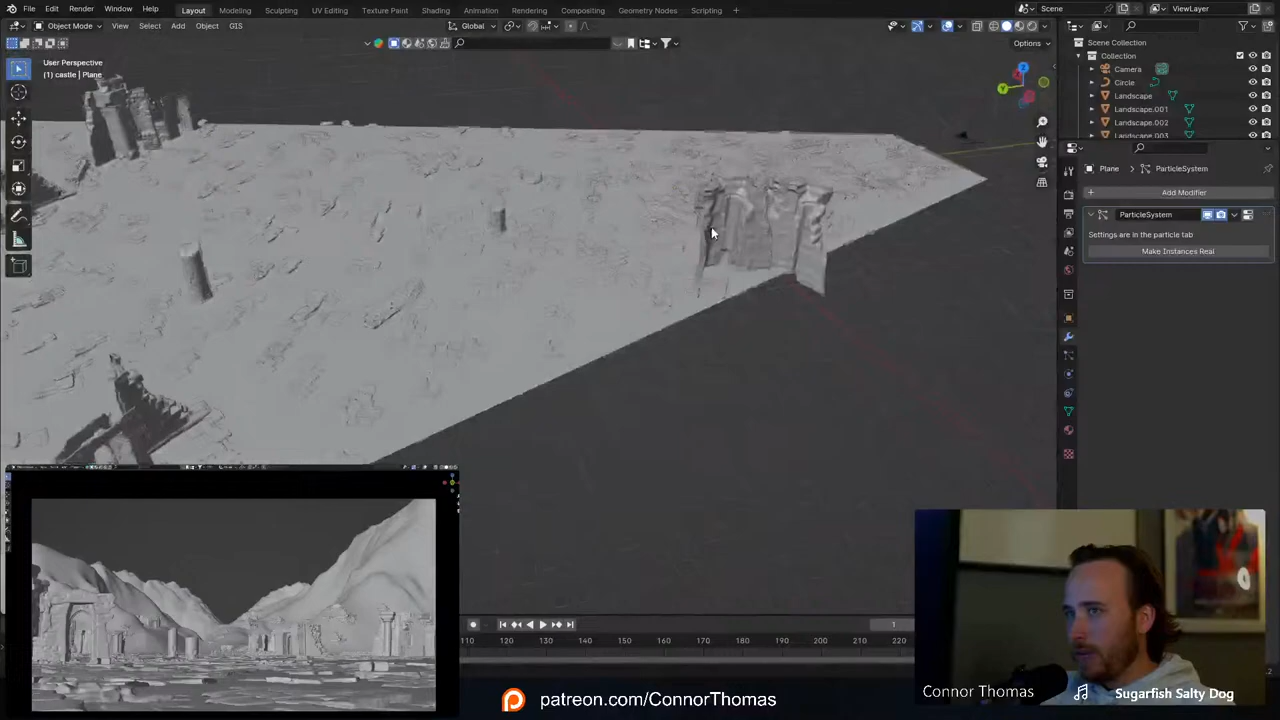 File Edit Render Window Help Layout Modeling Sculpting UV Editing Texture Paint Shading Animation Rendering Compositing Geometry Nodes Scripting Scene ViewLayer
Object Mode View Select Add Object GIS Global
Options
User Perspective
(1) castle | Plane
Scene Collection
Collection
Camera
Circle
Landscape
Landscape.001
Landscape.002
Landscape.003
Plane ParticleSystem
Add Modifier
ParticleSystem
Settings are in the particle tab
Make Instances Real
1
110 120 130 140 150 160 170 180 190 200 210 220
patreon.com/ConnorThomas
Connor Thomas
Sugarfish Salty Dog